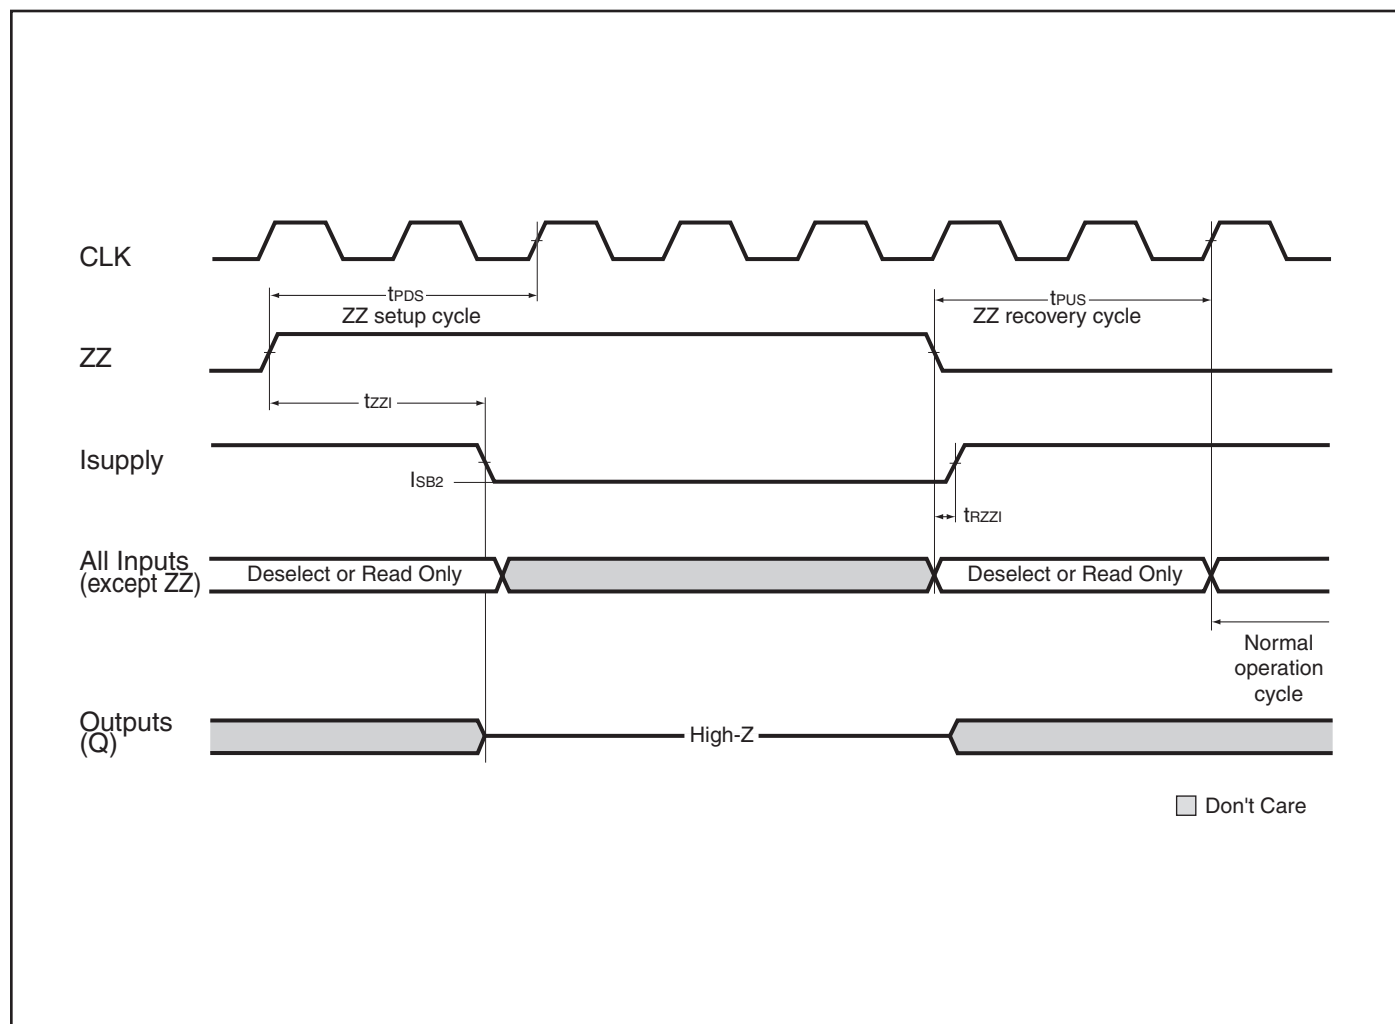 CLK
tPDS
ZZ setup cycle
tPUS
ZZ recovery cycle
ZZ
tZZI
Isupply
ISB2
tRZZI
All Inputs
(except ZZ)
Deselect or Read Only
Deselect or Read Only
Normal
operation
cycle
Outputs
(Q)
High-Z
Don't Care